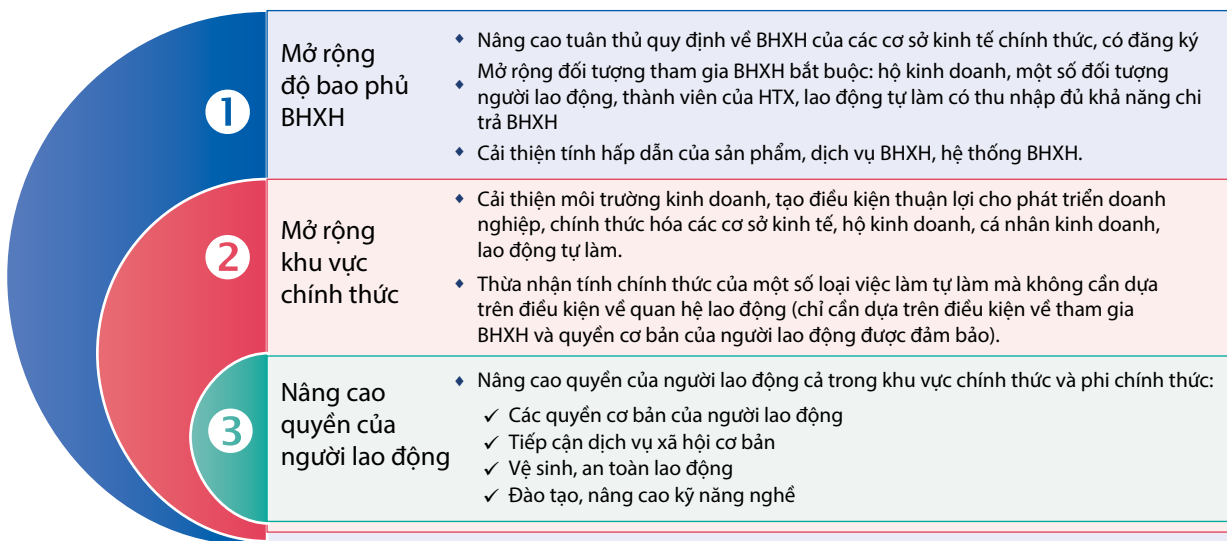 1
Mở rộng
độ bao phủ
BHXH
♦ Nâng cao tuân thủ quy định về BHXH của các cơ sở kinh tế chính thức, có đăng ký
♦ Mở rộng đối tượng tham gia BHXH bắt buộc: hộ kinh doanh, một số đối tượng
người lao động, thành viên của HTX, lao động tự làm có thu nhập đủ khả năng chi
trả BHXH
♦ Cải thiện tính hấp dẫn của sản phẩm, dịch vụ BHXH, hệ thống BHXH.
2
Mở rộng
khu vực
chính thức
♦ Cải thiện môi trường kinh doanh, tạo điều kiện thuận lợi cho phát triển doanh
nghiệp, chính thức hóa các cơ sở kinh tế, hộ kinh doanh, cá nhân kinh doanh,
lao động tự làm.
♦ Thừa nhận tính chính thức của một số loại việc làm tự làm mà không cần dựa
trên điều kiện về quan hệ lao động (chỉ cần dựa trên điều kiện về tham gia
BHXH và quyền cơ bản của người lao động được đảm bảo).
3
Nâng cao
quyền của
người lao động
♦ Nâng cao quyền của người lao động cả trong khu vực chính thức và phi chính thức:
✓ Các quyền cơ bản của người lao động
✓ Tiếp cận dịch vụ xã hội cơ bản
✓ Vệ sinh, an toàn lao động
✓ Đào tạo, nâng cao kỹ năng nghề